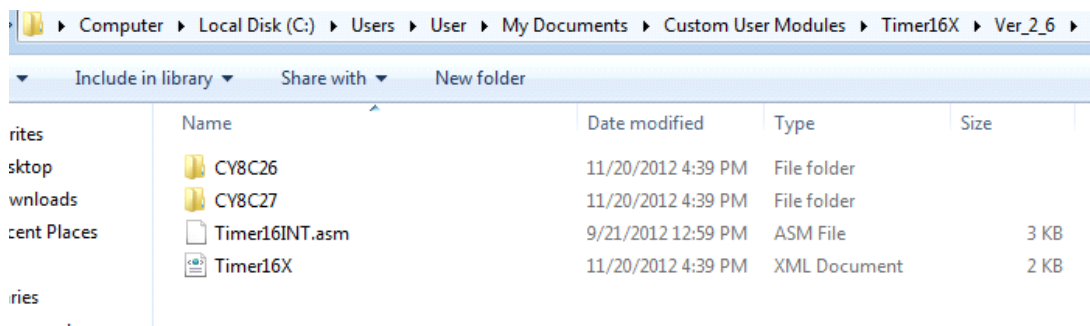 Computer ▸ Local Disk (C:) ▸ Users ▸ User ▸ My Documents ▸ Custom User Modules ▸ Timer16X ▸ Ver_2_6 ▸
Include in library Share with New folder
Name Date modified Type Size
rites
sktop
wnloads
cent Places
ries
CY8C26 11/20/2012 4:39 PM File folder
CY8C27 11/20/2012 4:39 PM File folder
Timer16INT.asm 9/21/2012 12:59 PM ASM File 3 KB
Timer16X 11/20/2012 4:39 PM XML Document 2 KB